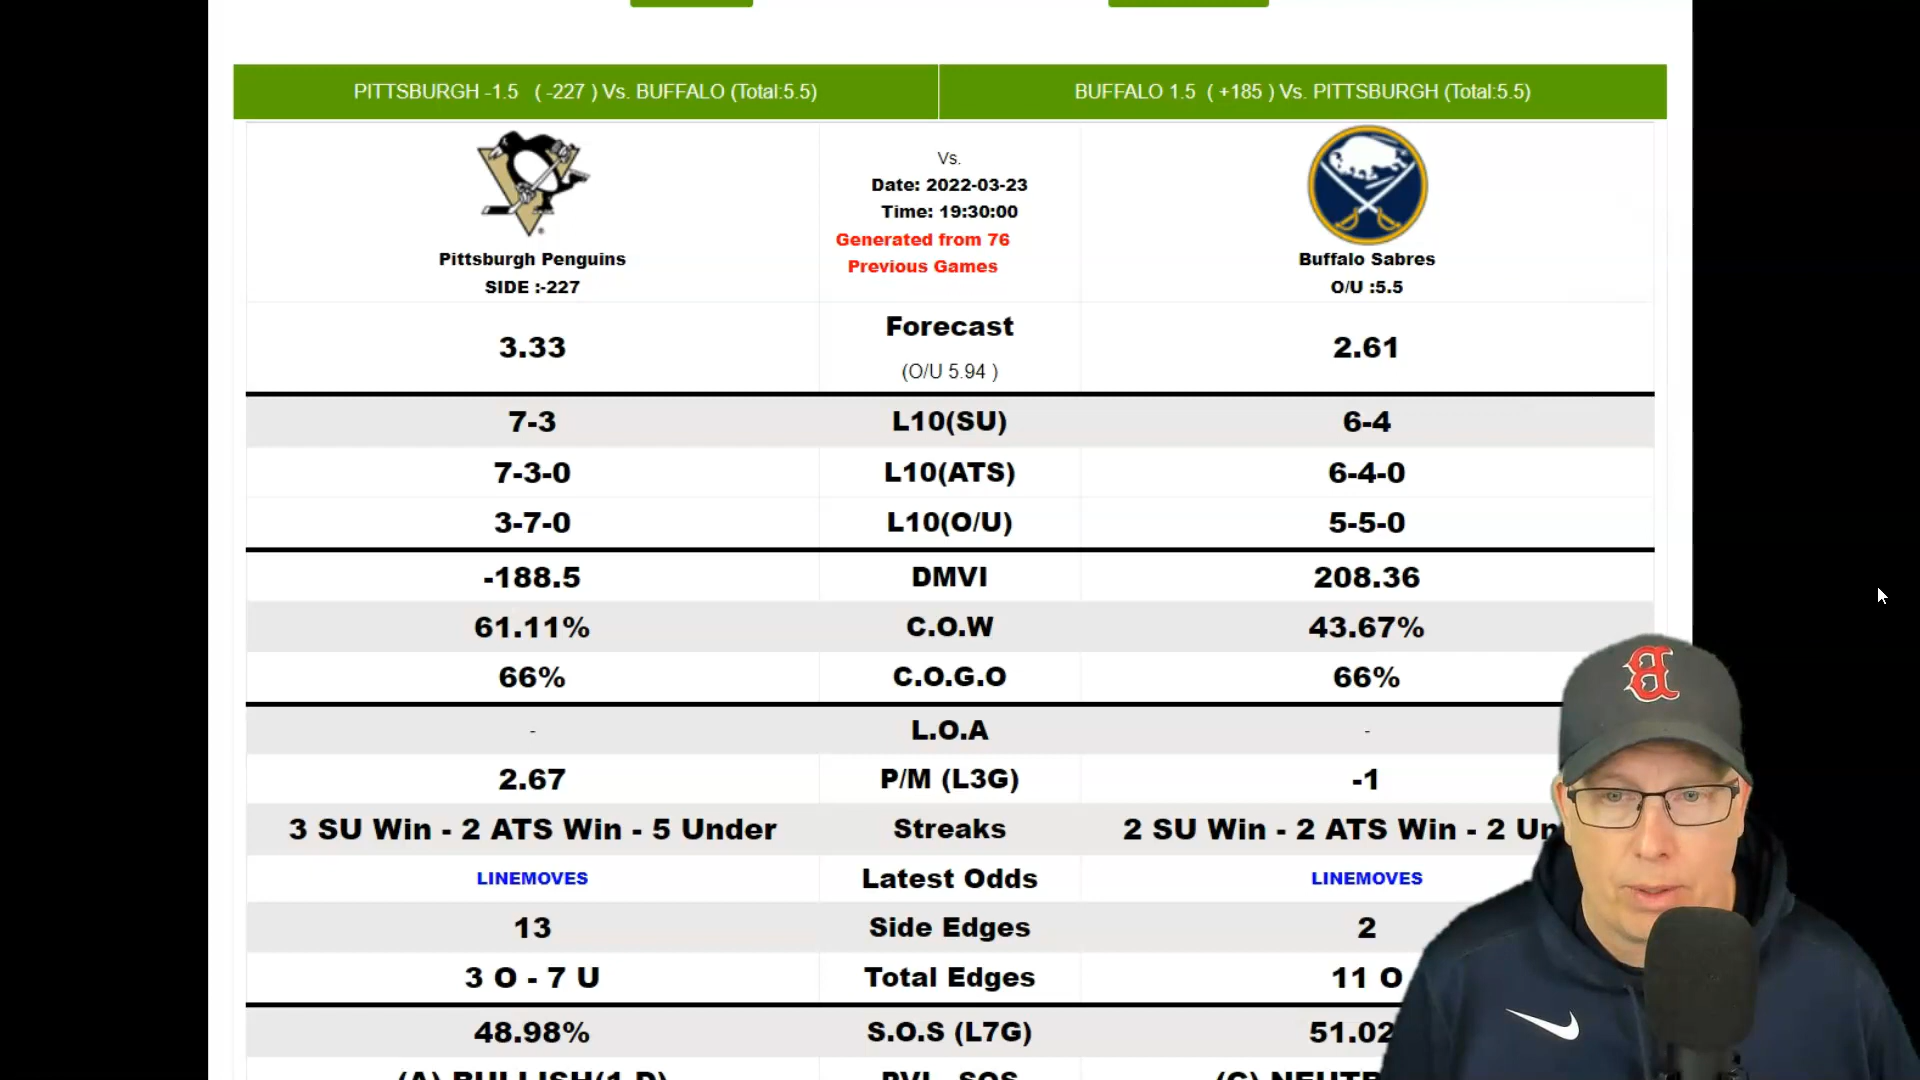 PITTSBURGH -1.5 ( -227 ) Vs. BUFFALO (Total:5.5)
BUFFALO 1.5 ( +185 ) Vs. PITTSBURGH (Total:5.5)
Vs.
Date: 2022-03-23
Time: 19:30:00
Generated from 76
Previous Games
Pittsburgh Penguins
SIDE :-227
Buffalo Sabres
O/U :5.5
3.33 Forecast 2.61
(O/U 5.94 )
7-3 L10(SU) 6-4
7-3-0 L10(ATS) 6-4-0
3-7-0 L10(O/U) 5-5-0
-188.5 DMVI 208.36
61.11% C.O.W 43.67%
66% C.O.G.O 66%
- L.O.A -
2.67 P/M (L3G) -1
3 SU Win - 2 ATS Win - 5 Under Streaks 2 SU Win - 2 ATS Win - 2 Un
LINEMOVES Latest Odds LINEMOVES
13 Side Edges 2
3 O - 7 U Total Edges 11 O
48.98% S.O.S (L7G) 51.02
B